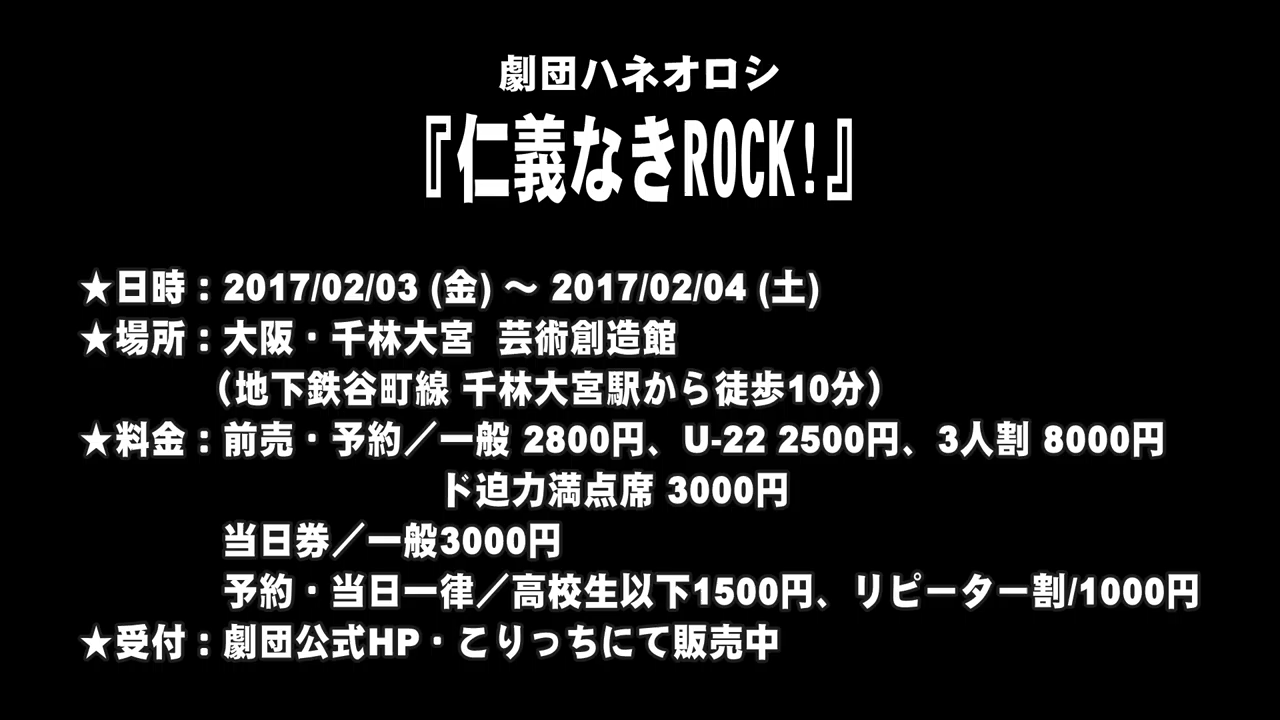 劇団ハネオロシ
『仁義なきROCK!』
★日時：2017/02/03 (金) ～ 2017/02/04 (土)
★場所：大阪・千林大宮　芸術創造館
（地下鉄谷町線 千林大宮駅から徒歩10分）
★料金：前売・予約／一般 2800円、U-22 2500円、3人割 8000円
ド迫力満点席 3000円
当日券／一般3000円
予約・当日一律／高校生以下1500円、リピーター割/1000円
★受付：劇団公式HP・こりっちにて販売中